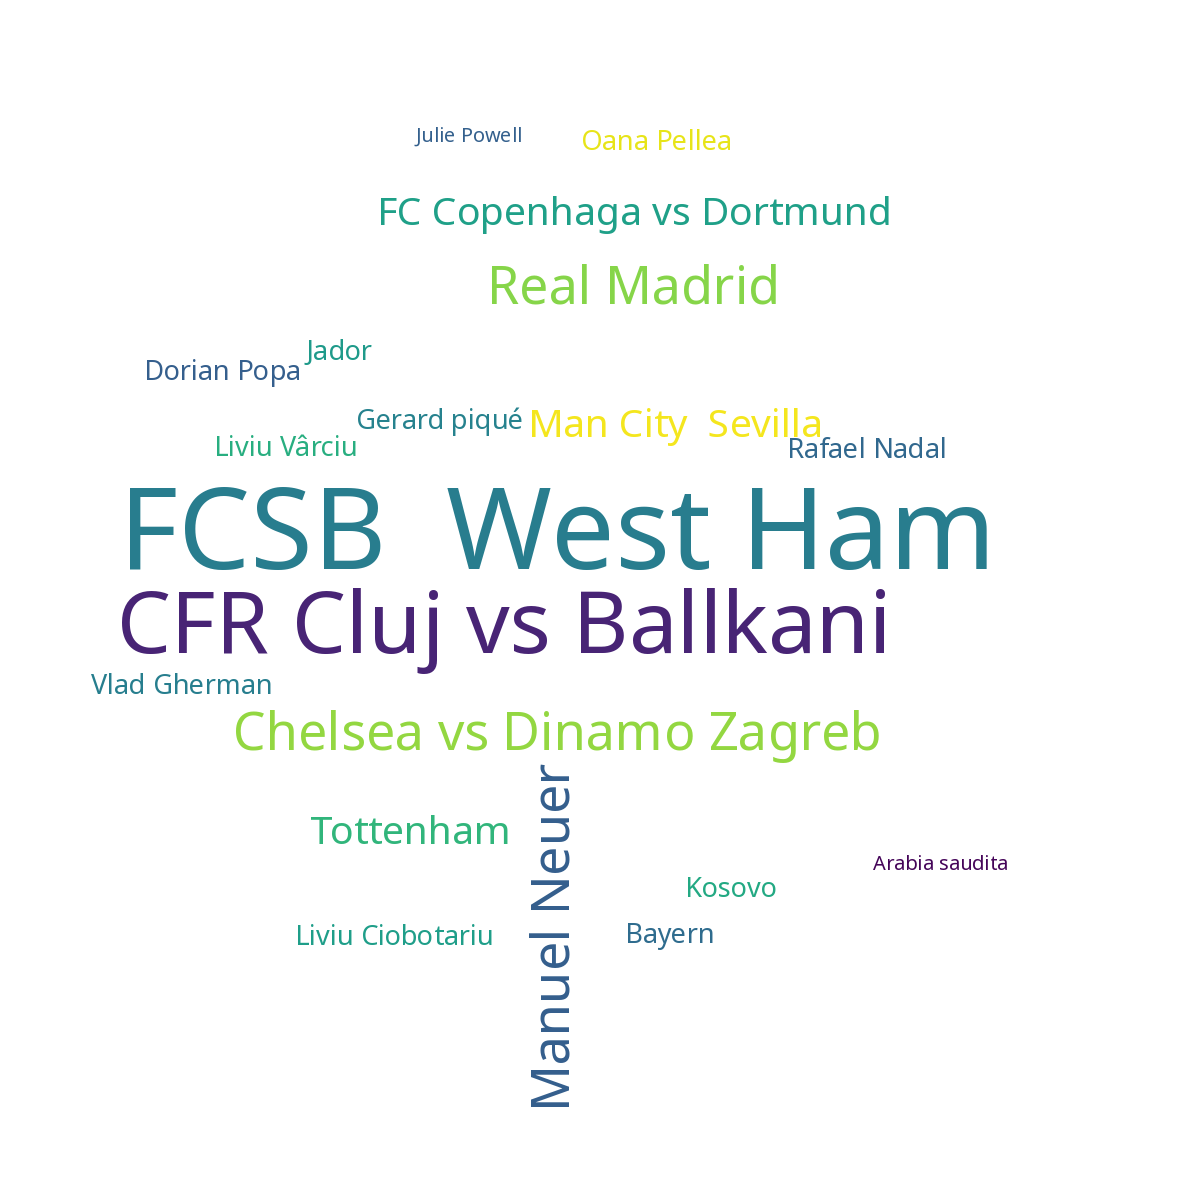 Julie Powell
Oana Pellea
FC Copenhaga vs Dortmund
Real Madrid
Jador
Dorian Popa
Gerard piqué
Man City  Sevilla
Liviu Vârciu
Rafael Nadal
FCSB  West Ham
CFR Cluj vs Ballkani
Vlad Gherman
Chelsea vs Dinamo Zagreb
Manuel Neuer
Tottenham
Arabia saudita
Kosovo
Liviu Ciobotariu
Bayern